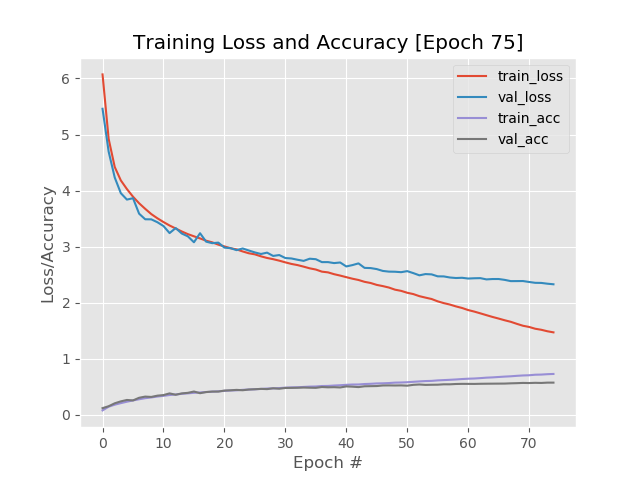 Training Loss and Accuracy [Epoch 75]
train_loss
val_loss
train_acc
val_acc
6
5
4
3
2
1
0
Loss/Accuracy
0 10 20 30 40 50 60 70
Epoch #